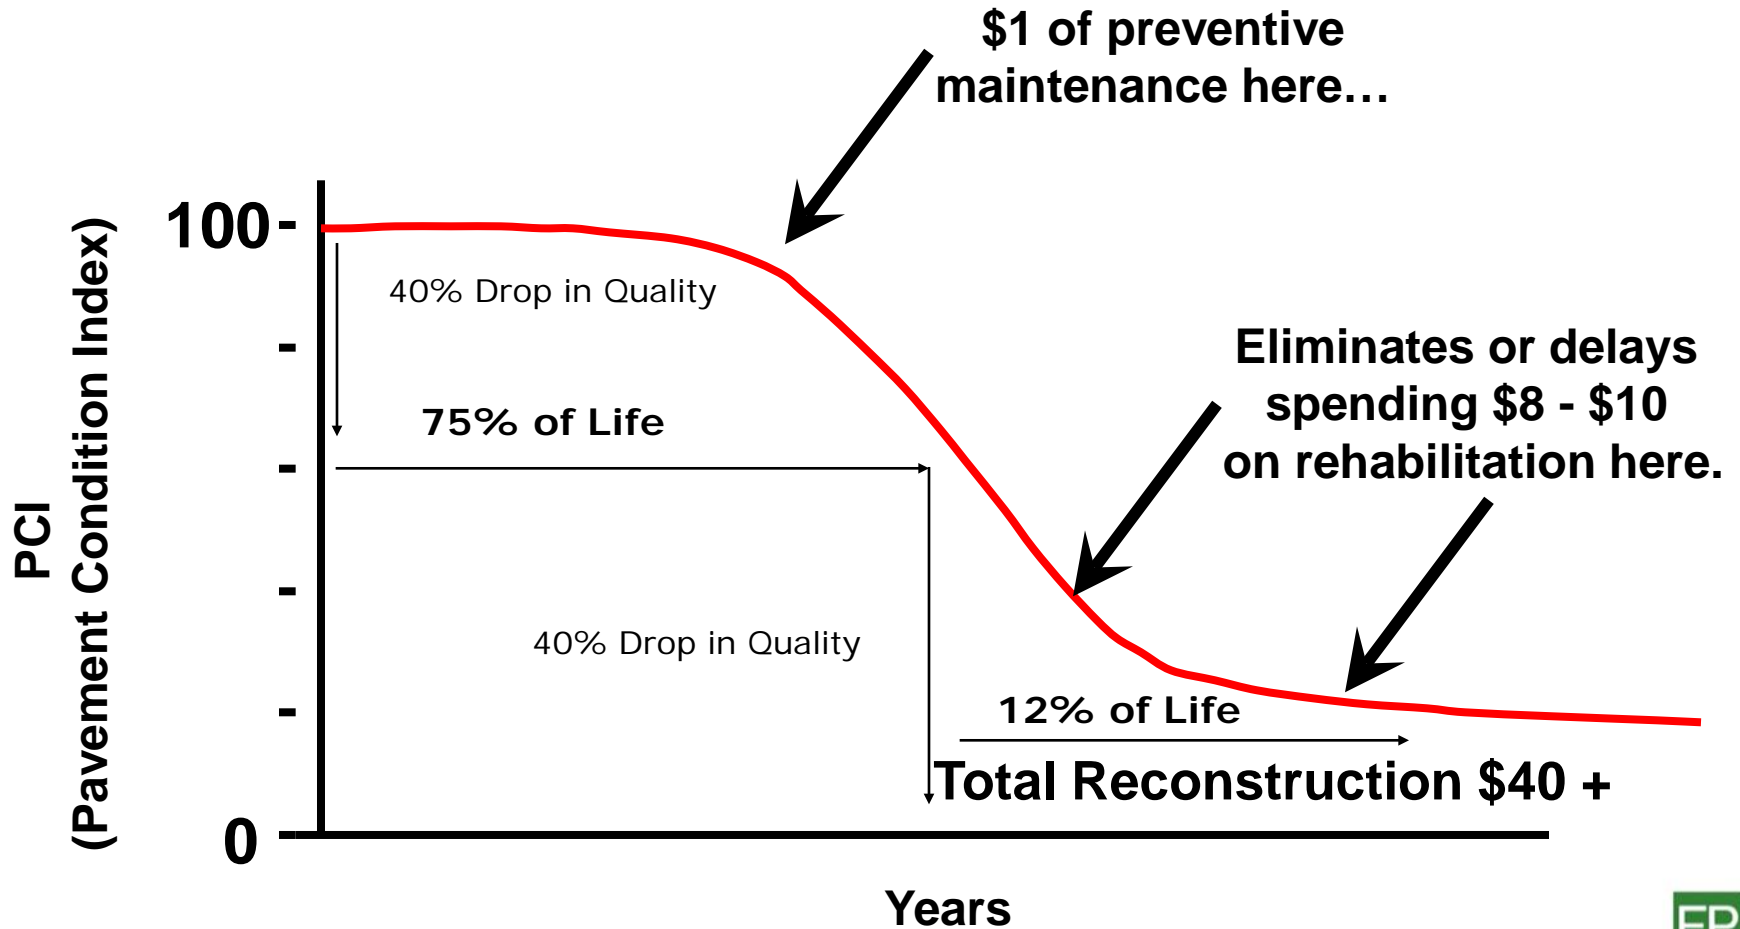 $1 of preventive
maintenance here…
100
40% Drop in Quality
Eliminates or delays
spending $8 - $10
on rehabilitation here.
75% of Life
PCI
(Pavement Condition Index)
40% Drop in Quality
12% of Life
Total Reconstruction $40 +
0
Years